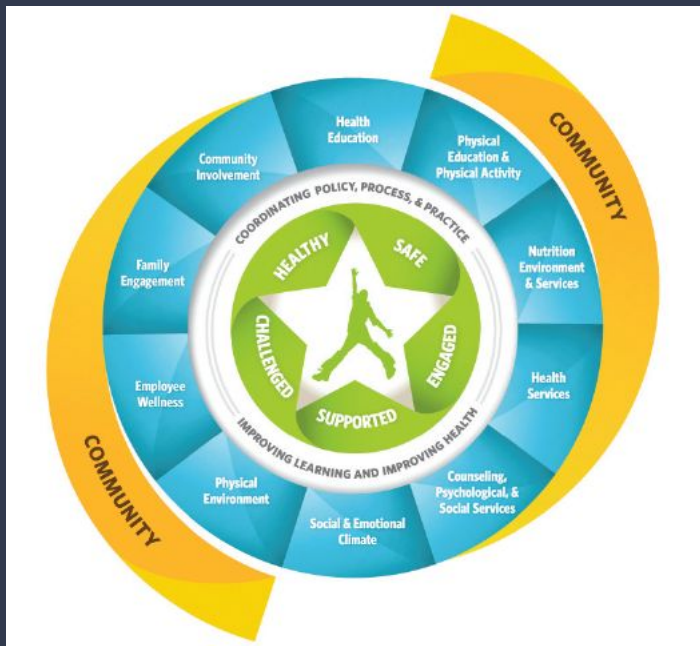 COMMUNITY
Health
Education
Physical
Education &
Physical Activity
Nutrition
Environment
& Services
Health
Services
Counseling,
Psychological, &
Social Services
Social & Emotional
Climate
Physical
Environment
Employee
Wellness
Family
Engagement
Community
Involvement
COORDINATING POLICY, PROCESS, & PRACTICE
IMPROVING LEARNING AND IMPROVING HEALTH
HEALTHY
SAFE
ENGAGED
SUPPORTED
CHALLENGED
COMMUNITY